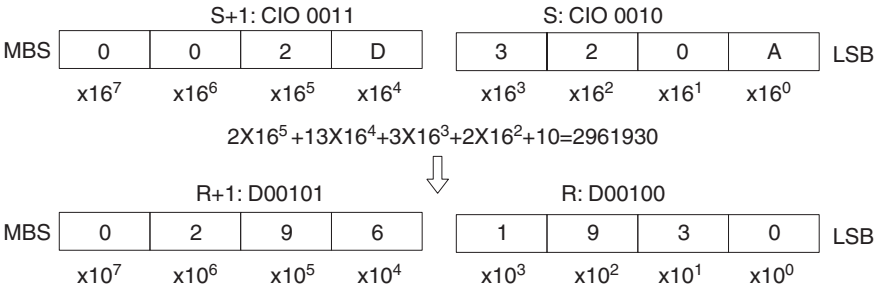 S+1: CIO 0011 S: CIO 0010
MBS 0 0 2 D 3 2 0 A LSB
x16⁷ x16⁶ x16⁵ x16⁴ x16³ x16² x16¹ x16⁰
2X16⁵+13X16⁴+3X16³+2X16²+10=2961930
R+1: D00101 R: D00100
MBS 0 2 9 6 1 9 3 0 LSB
x10⁷ x10⁶ x10⁵ x10⁴ x10³ x10² x10¹ x10⁰